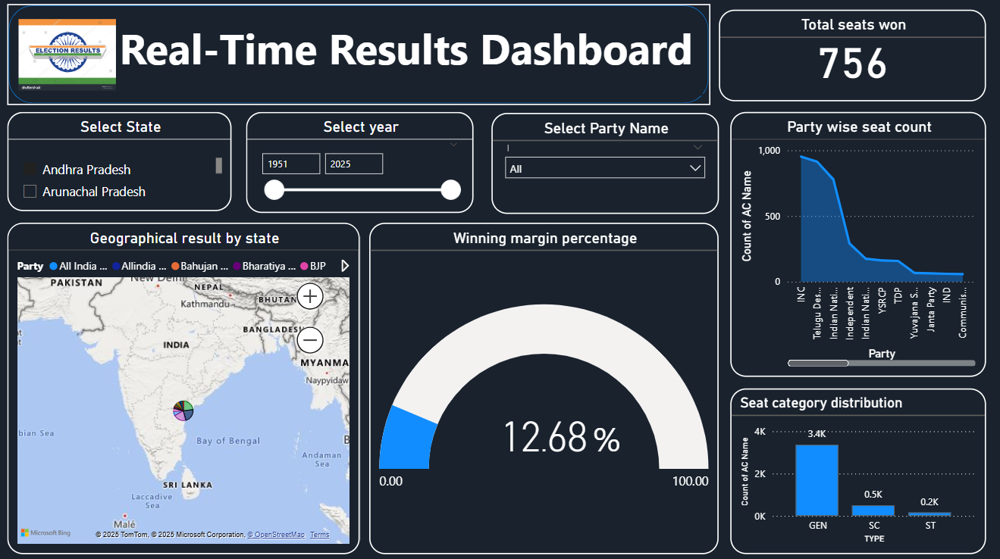 ELECTION RESULTS
shutterstock
Real-Time Results Dashboard
Total seats won
756
Select State
Andhra Pradesh
Arunachal Pradesh
Select year
1951
2025
Select Party Name
All
Party wise seat count
Count of AC Name
1,000
500
0
INC
Telugu Des...
Indian Nati...
Independent
Indian Nati...
YSRCP
TDP
Yuvajana S...
Janta Party
IND
Communis...
Party
Geographical result by state
Party All India ... Allindia ... Bahujan ... Bharatiya ... BJP
PAKISTAN
New Delhi
NEPAL
Kathmandu
BHUTAN
BANGLADESH
INDIA
MYANMA
Naypyidaw
bian Sea
Bay of Bengal
Andaman
Sea
SRI LANKA
Laccadive
Sea
Malé
Microsoft Bing
© 2025 TomTom, © 2025 Microsoft Corporation, © OpenStreetMap Terms
Winning margin percentage
12.68 %
0.00
100.00
Seat category distribution
Count of AC Name
4K
2K
0K
3.4K
0.5K
0.2K
GEN
SC
ST
TYPE